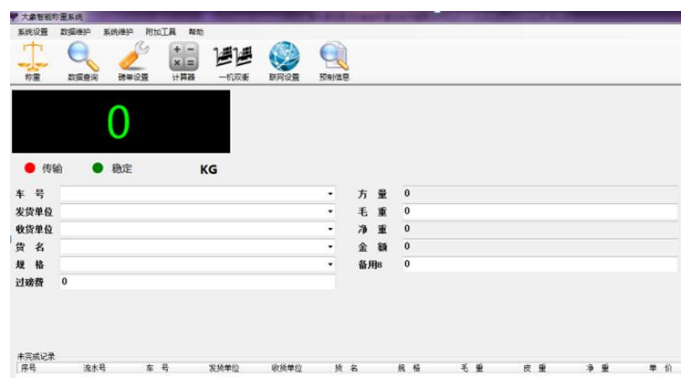 大象智能称重系统
系统设置 数据维护 系统维护 附加工具 帮助
称重 数据查询 磅单设置 计算器 一机双衡 联网设置 预制信息
0
传输 稳定 KG
车 号 方 量 0
发货单位 毛 重 0
收货单位 净 重 0
货 名 金 额 0
规 格 备用8 0
过磅费 0
未完成记录
序号 流水号 车 号 发货单位 收货单位 货 名 规 格 毛 重 皮 重 净 重 单 价